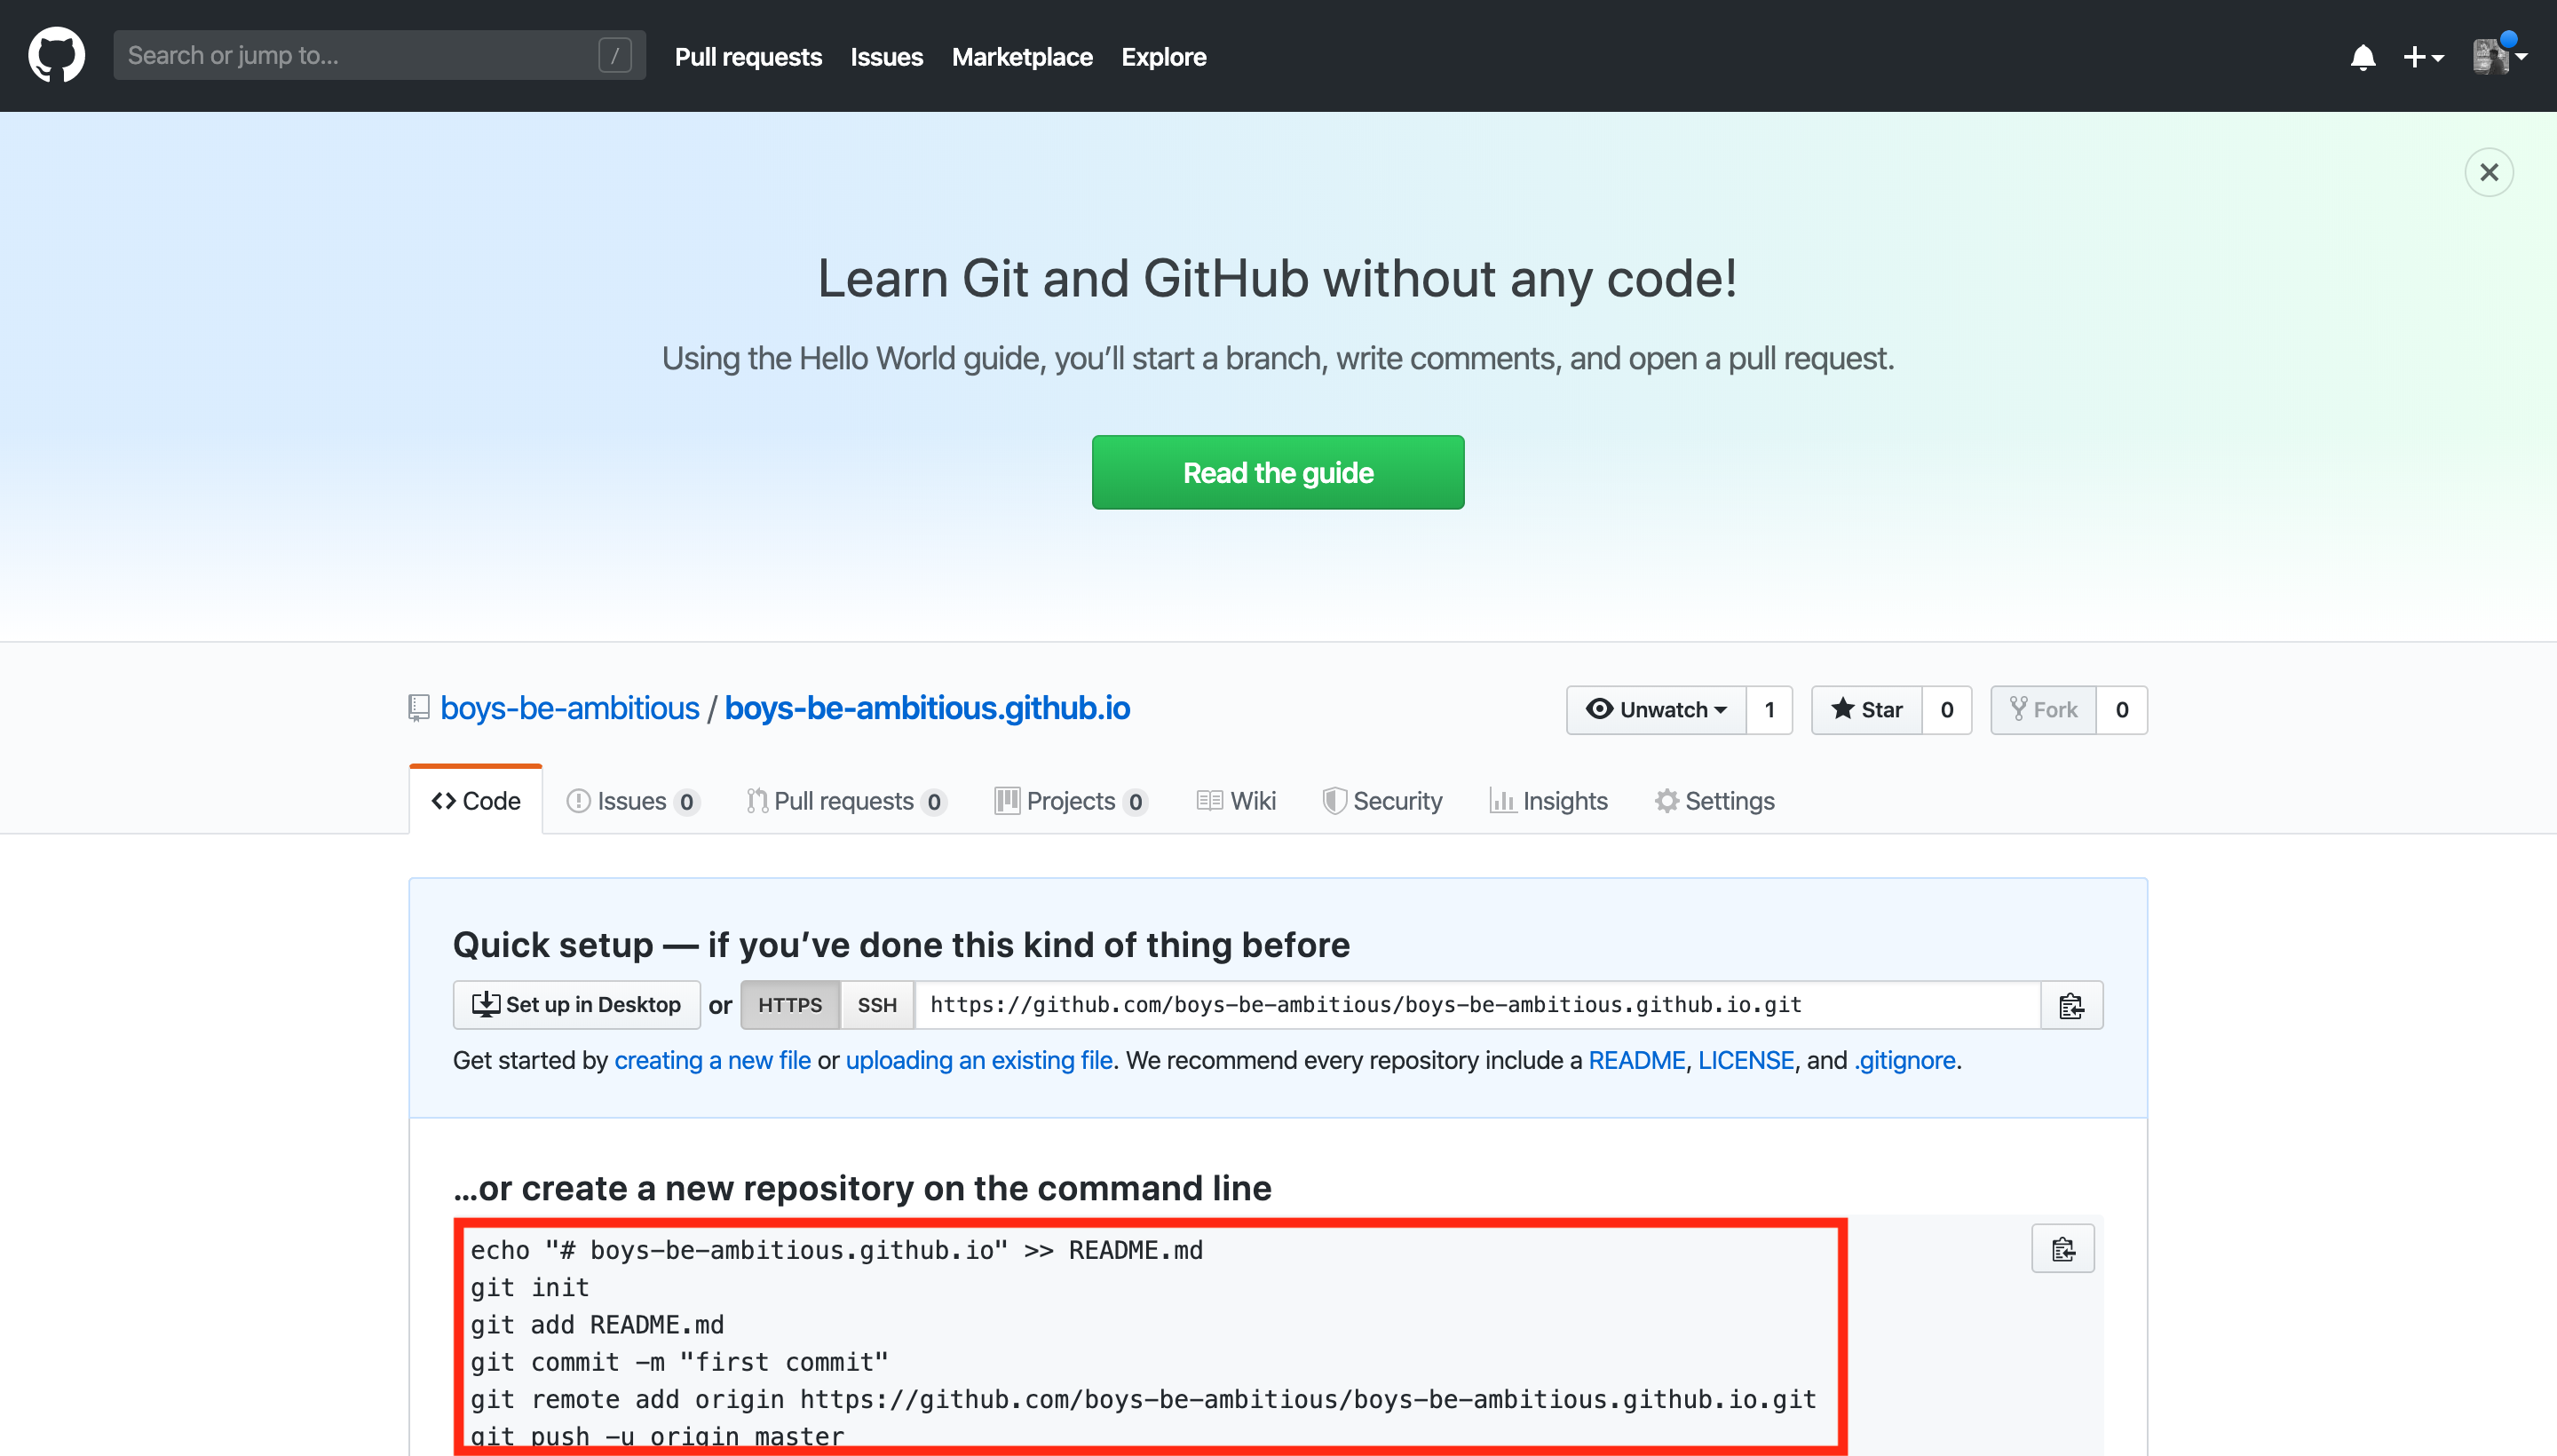 Search or jump to... /
Pull requests Issues Marketplace Explore
Learn Git and GitHub without any code!
Using the Hello World guide, you’ll start a branch, write comments, and open a pull request.
Read the guide
boys-be-ambitious / boys-be-ambitious.github.io
Unwatch 1 Star 0 Fork 0
Code Issues 0 Pull requests 0 Projects 0 Wiki Security Insights Settings
Quick setup — if you’ve done this kind of thing before
Set up in Desktop or HTTPS SSH https://github.com/boys-be-ambitious/boys-be-ambitious.github.io.git
Get started by creating a new file or uploading an existing file. We recommend every repository include a README, LICENSE, and .gitignore.
…or create a new repository on the command line
echo "# boys-be-ambitious.github.io" >> README.md
git init
git add README.md
git commit -m "first commit"
git remote add origin https://github.com/boys-be-ambitious/boys-be-ambitious.github.io.git
git push -u origin master